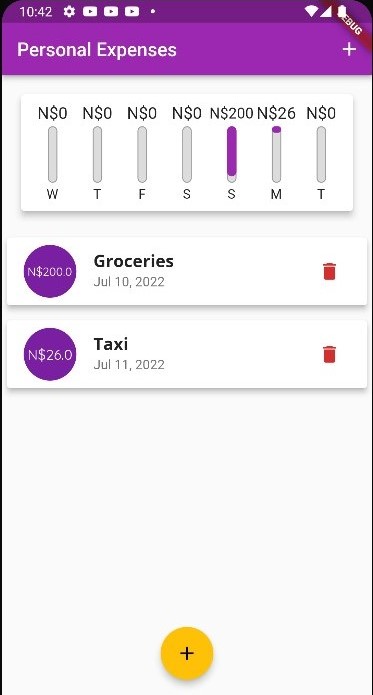 10:42
DEBUG
Personal Expenses +
N$0 N$0 N$0 N$0 N$200 N$26 N$0
W T F S S M T
N$200.0
Groceries
Jul 10, 2022
N$26.0
Taxi
Jul 11, 2022
+